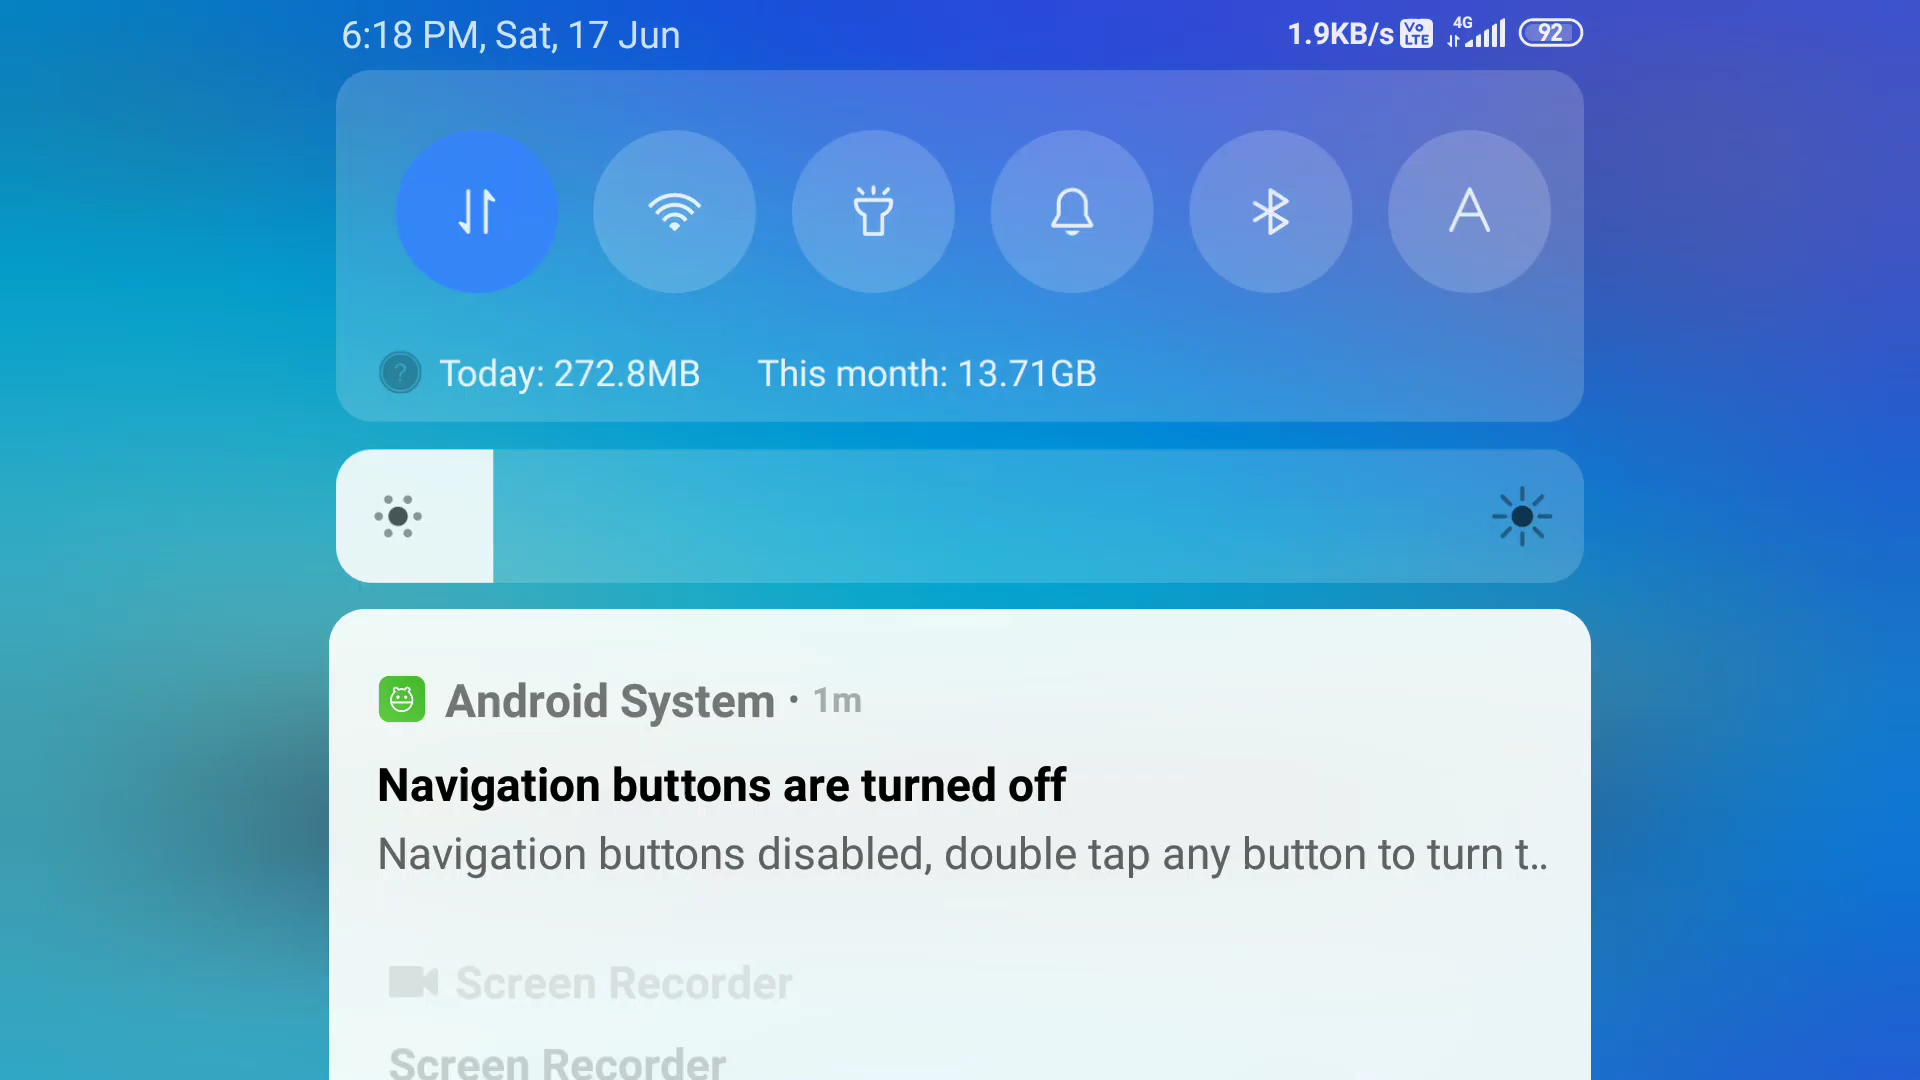 6:18 PM, Sat, 17 Jun 1.9KB/s Vo LTE 4G 92
A
? Today: 272.8MB This month: 13.71GB
Android System · 1m
Navigation buttons are turned off
Navigation buttons disabled, double tap any button to turn t..
Screen Recorder
Screen Recorder